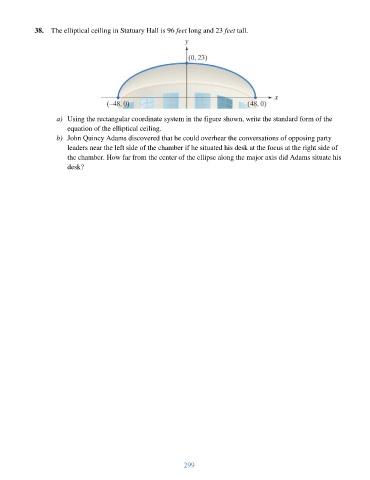 38. The elliptical ceiling in Statuary Hall is 96 feet long and 23 feet tall.
y
(0, 23)
x
(–48, 0) (48, 0)
a) Using the rectangular coordinate system in the figure shown, write the standard form of the
equation of the elliptical ceiling.
b) John Quincy Adams discovered that he could overhear the conversations of opposing party
leaders near the left side of the chamber if he situated his desk at the focus at the right side of
the chamber. How far from the center of the ellipse along the major axis did Adams situate his
desk?
299